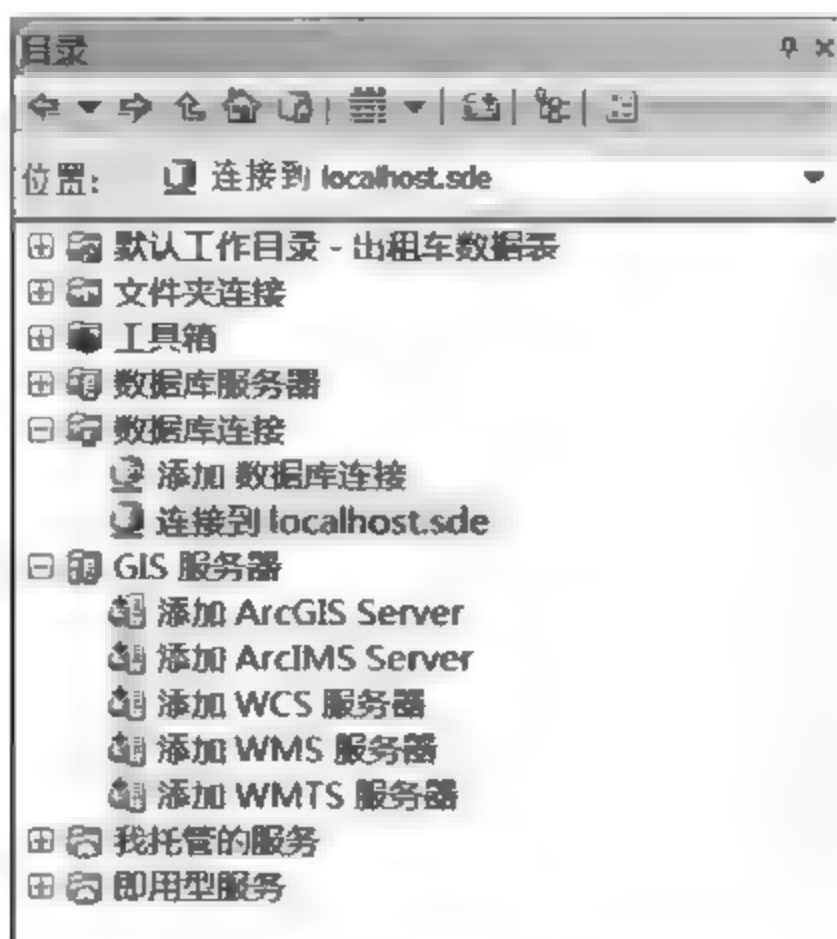 目录
位置: 连接到 localhost.sde
默认工作目录 - 出租车数据表
文件夹连接
工具箱
数据库服务器
数据库连接
添加 数据库连接
连接到 localhost.sde
GIS 服务器
添加 ArcGIS Server
添加 ArcIMS Server
添加 WCS 服务器
添加 WMS 服务器
添加 WMTS 服务器
我托管的服务
即用型服务